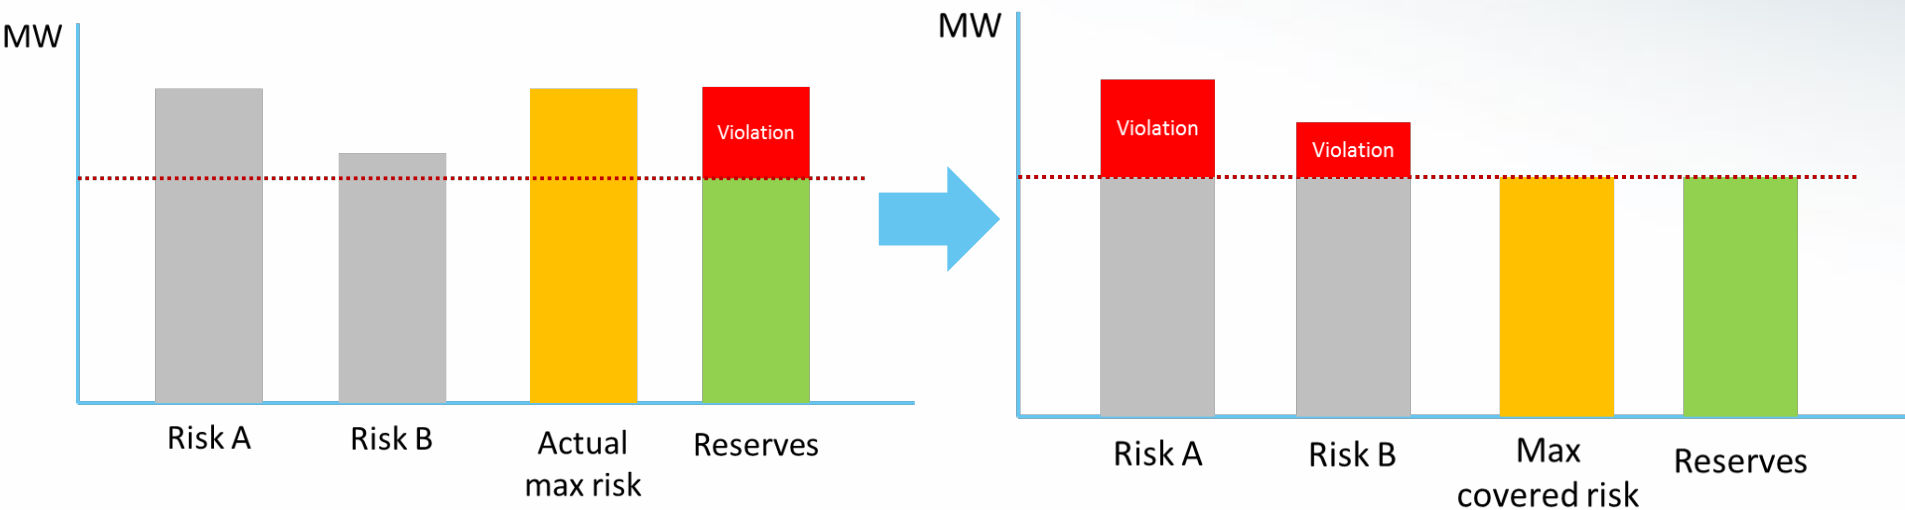 MW
Violation
Risk A
Risk B
Actual
max risk
Reserves
MW
Violation
Violation
Risk A
Risk B
Max
covered risk
Reserves